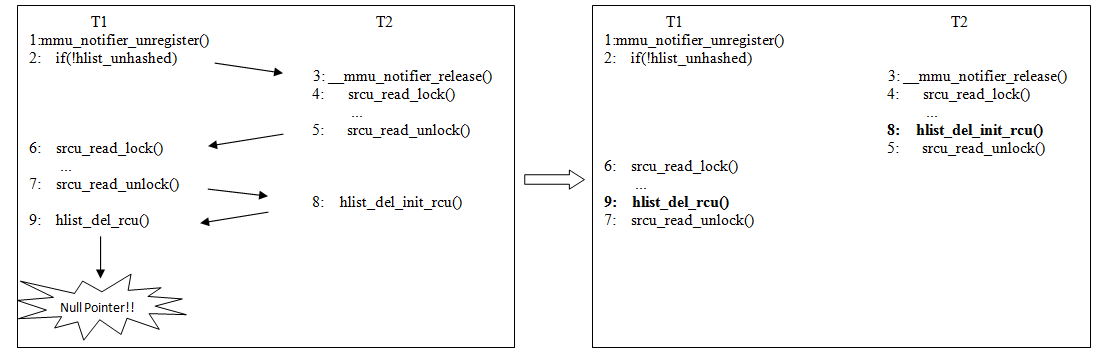 T1 T2
1:mmu_notifier_unregister()
2: if(!hlist_unhashed)
3: __mmu_notifier_release()
4: srcu_read_lock()
...
5: srcu_read_unlock()
6: srcu_read_lock()
...
7: srcu_read_unlock()
8: hlist_del_init_rcu()
9: hlist_del_rcu()
Null Pointer!!
T1 T2
1:mmu_notifier_unregister()
2: if(!hlist_unhashed)
3: __mmu_notifier_release()
4: srcu_read_lock()
...
8: hlist_del_init_rcu()
5: srcu_read_unlock()
6: srcu_read_lock()
...
9: hlist_del_rcu()
7: srcu_read_unlock()